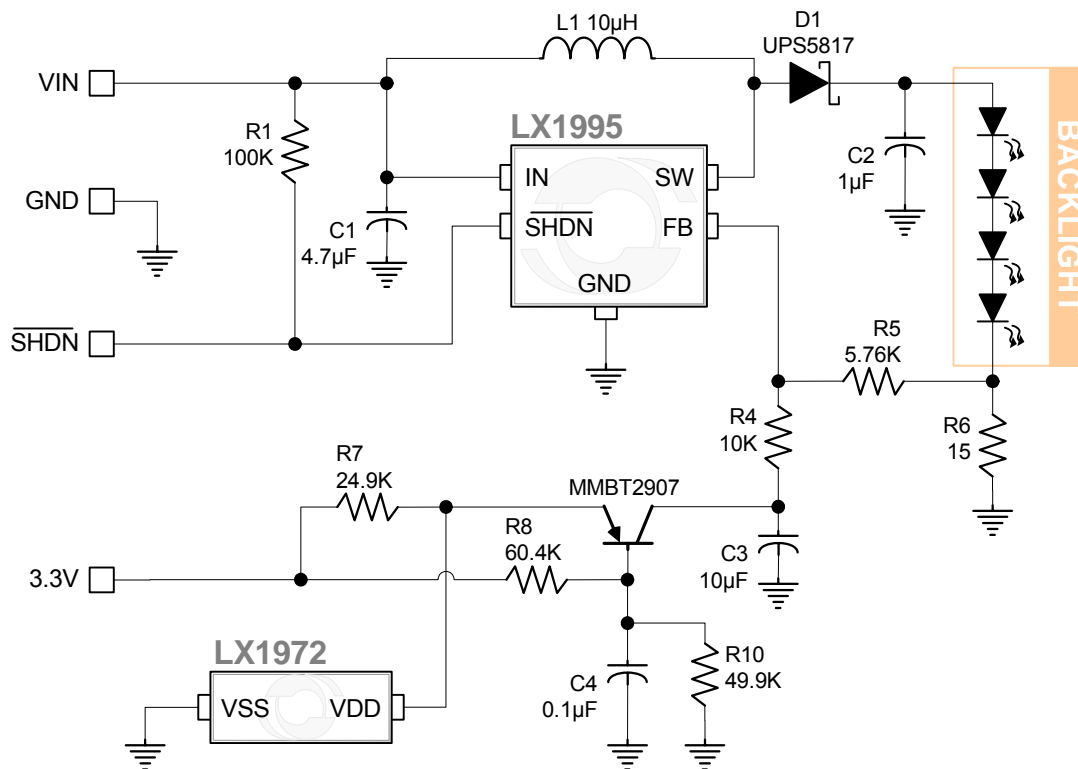 L1 10µH
D1
UPS5817
VIN
R1
100K
LX1995
IN
SW
SHDN
FB
GND
C1
4.7µF
C2
1µF
BACKLIGHT
GND
SHDN
R5
5.76K
R4
10K
R6
15
R7
24.9K
MMBT2907
R8
60.4K
C3
10µF
3.3V
LX1972
VSS
VDD
C4
0.1µF
R10
49.9K